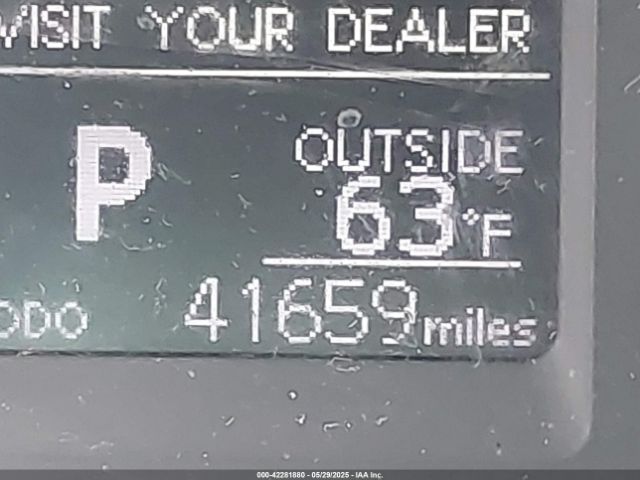 VISIT YOUR DEALER
P
OUTSIDE
63°F
ODO 41659 miles
000-42281880 - 05/29/2025 - IAA Inc.